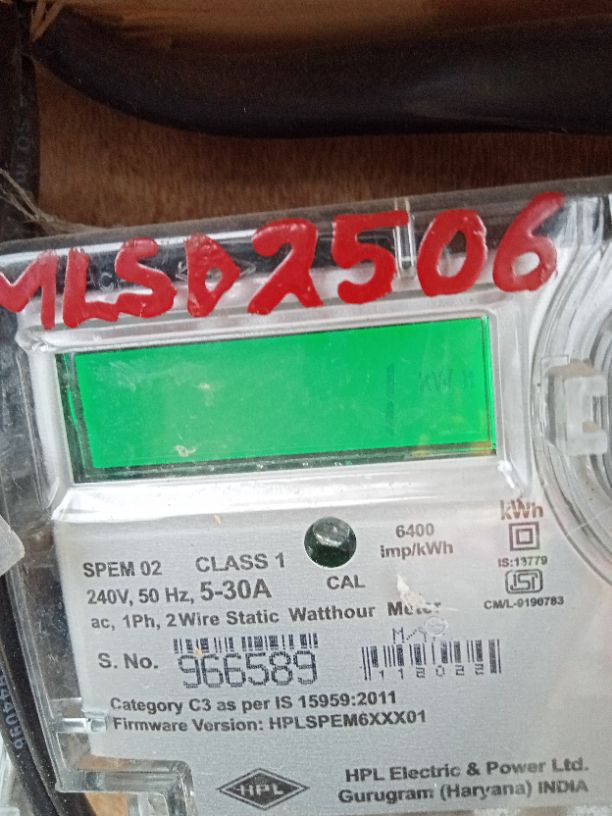 MLSD2506
kWh
6400
imp/kWh
IS:13779
SPEM 02 CLASS 1
CAL
CM/L-9190783
240V, 50 Hz, 5-30A
ac, 1Ph, 2Wire Static Watthour Meter
S. No. 966589
Category C3 as per IS 15959:2011
Firmware Version: HPLSPEM6XXX01
HPL
HPL Electric & Power Ltd.
Gurugram (Haryana) INDIA